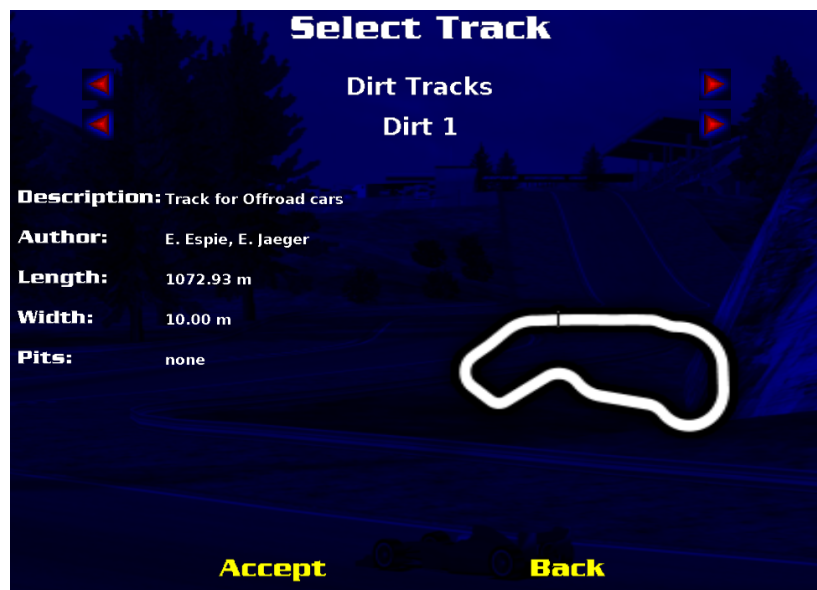 Select Track
Dirt Tracks
Dirt 1
Description: Track for Offroad cars
Author: E. Espie, E. Jaeger
Length: 1072.93 m
Width: 10.00 m
Pits: none
Accept Back